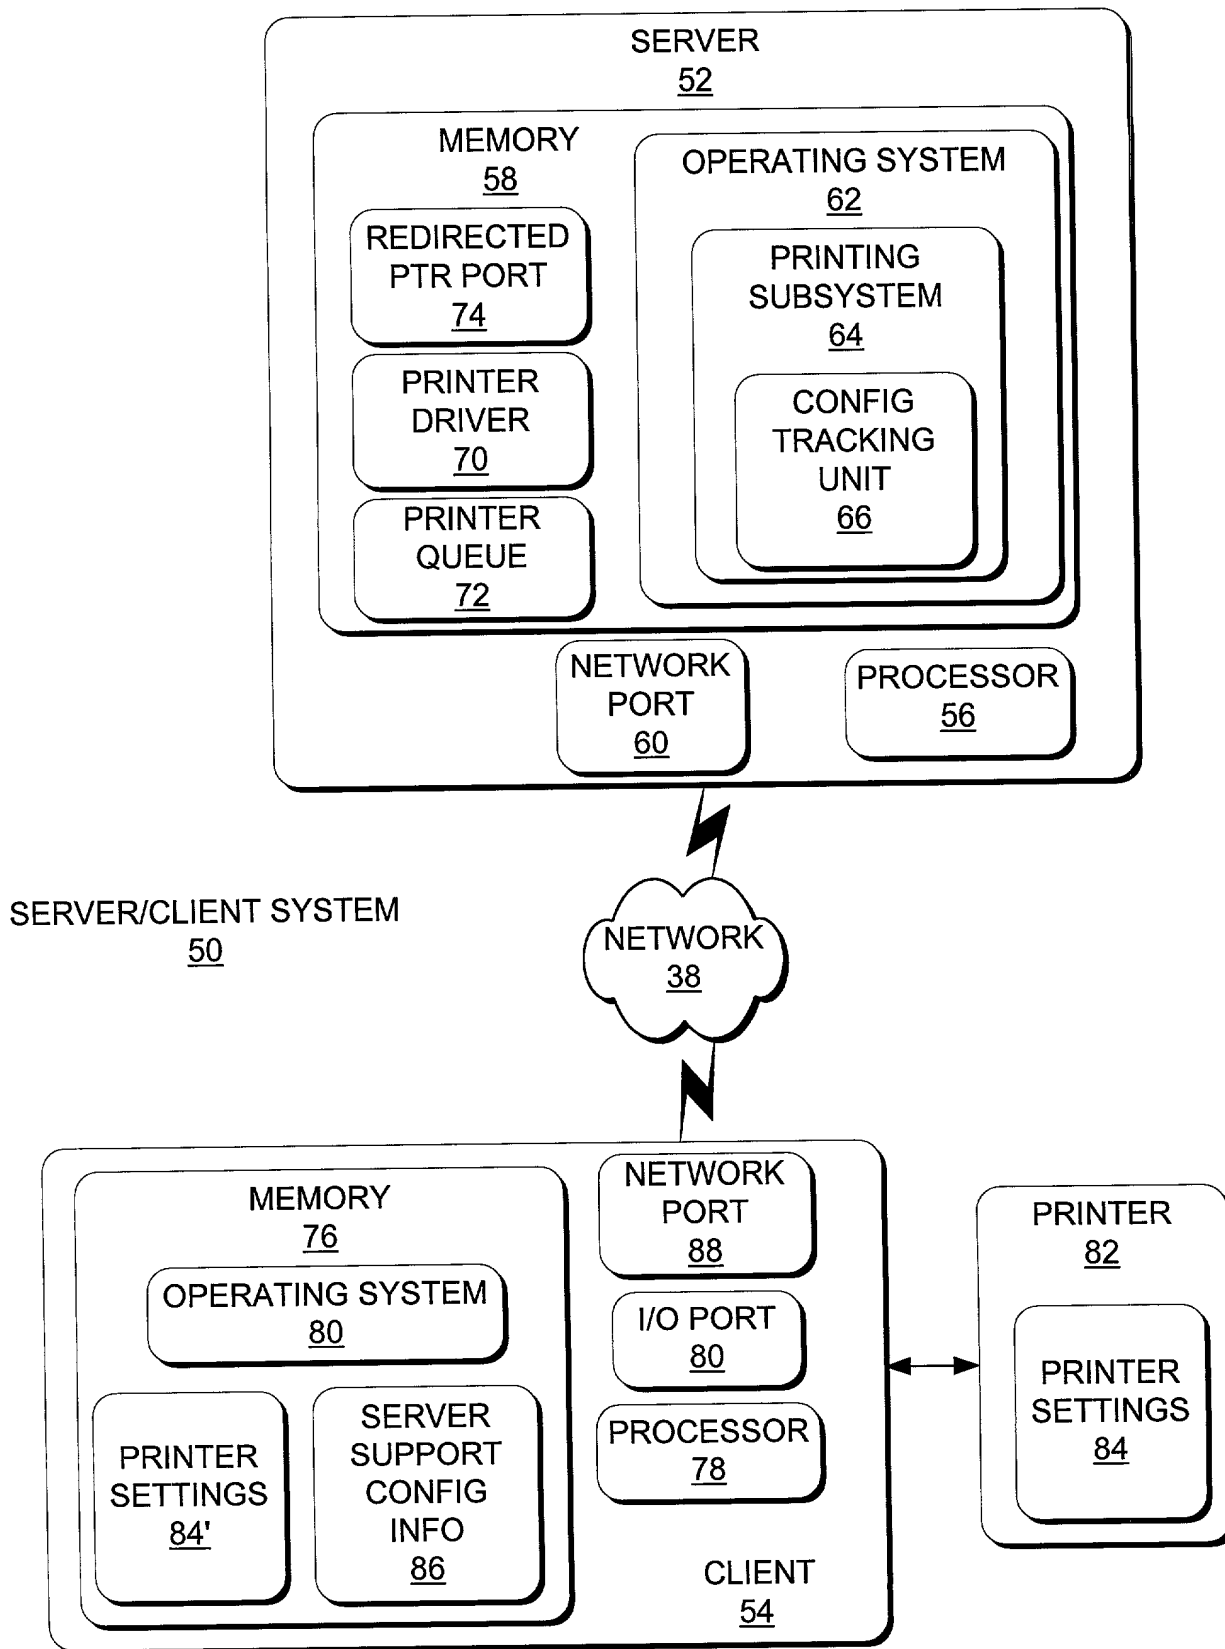 SERVER
52
MEMORY
58
REDIRECTED
PTR PORT
74
PRINTER
DRIVER
70
PRINTER
QUEUE
72
OPERATING SYSTEM
62
PRINTING
SUBSYSTEM
64
CONFIG
TRACKING
UNIT
66
NETWORK
PORT
60
PROCESSOR
56
SERVER/CLIENT SYSTEM
50
NETWORK
38
MEMORY
76
OPERATING SYSTEM
80
PRINTER
SETTINGS
84'
SERVER
SUPPORT
CONFIG
INFO
86
NETWORK
PORT
88
I/O PORT
80
PROCESSOR
78
CLIENT
54
PRINTER
82
PRINTER
SETTINGS
84